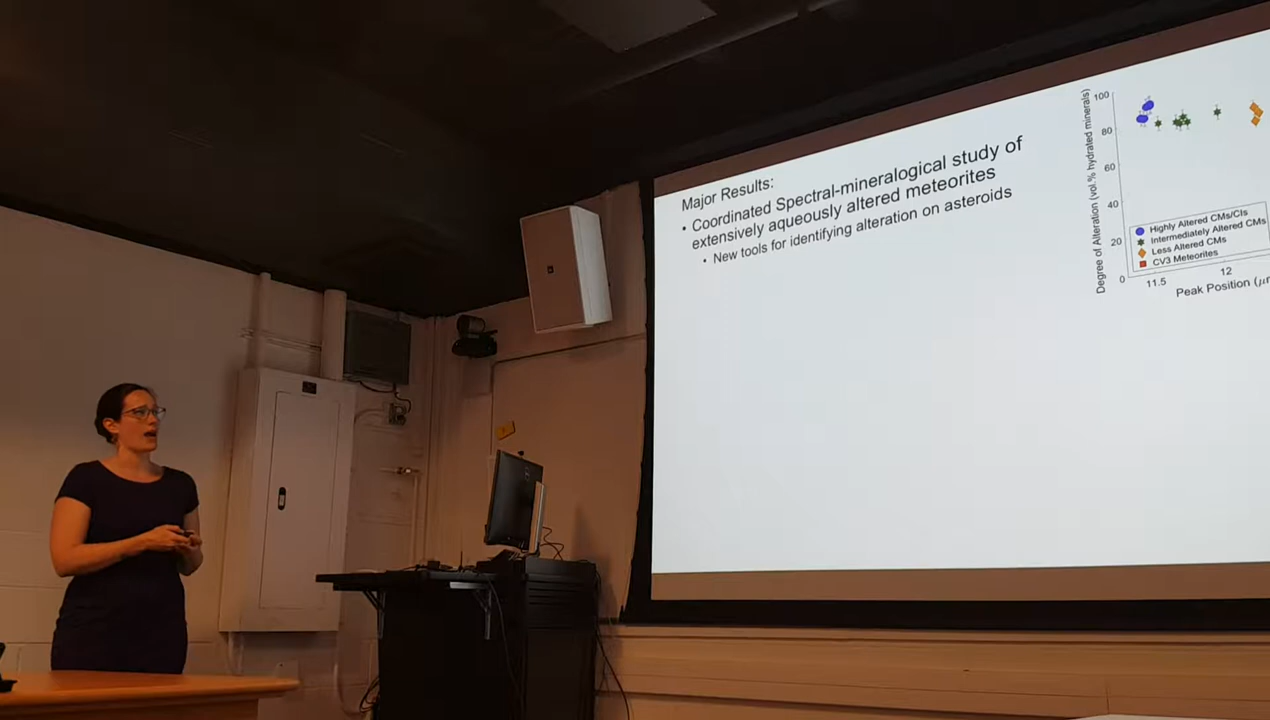 Major Results:
• Coordinated Spectral-mineralogical study of
extensively aqueously altered meteorites
• New tools for identifying alteration on asteroids
Degree of Alteration (vol.% hydrated minerals)
100
80
60
40
20
0
Highly Altered CMs/CIs
Intermediately Altered CMs
Less Altered CMs
CV3 Meteorites
11.5
12
Peak Position (μ